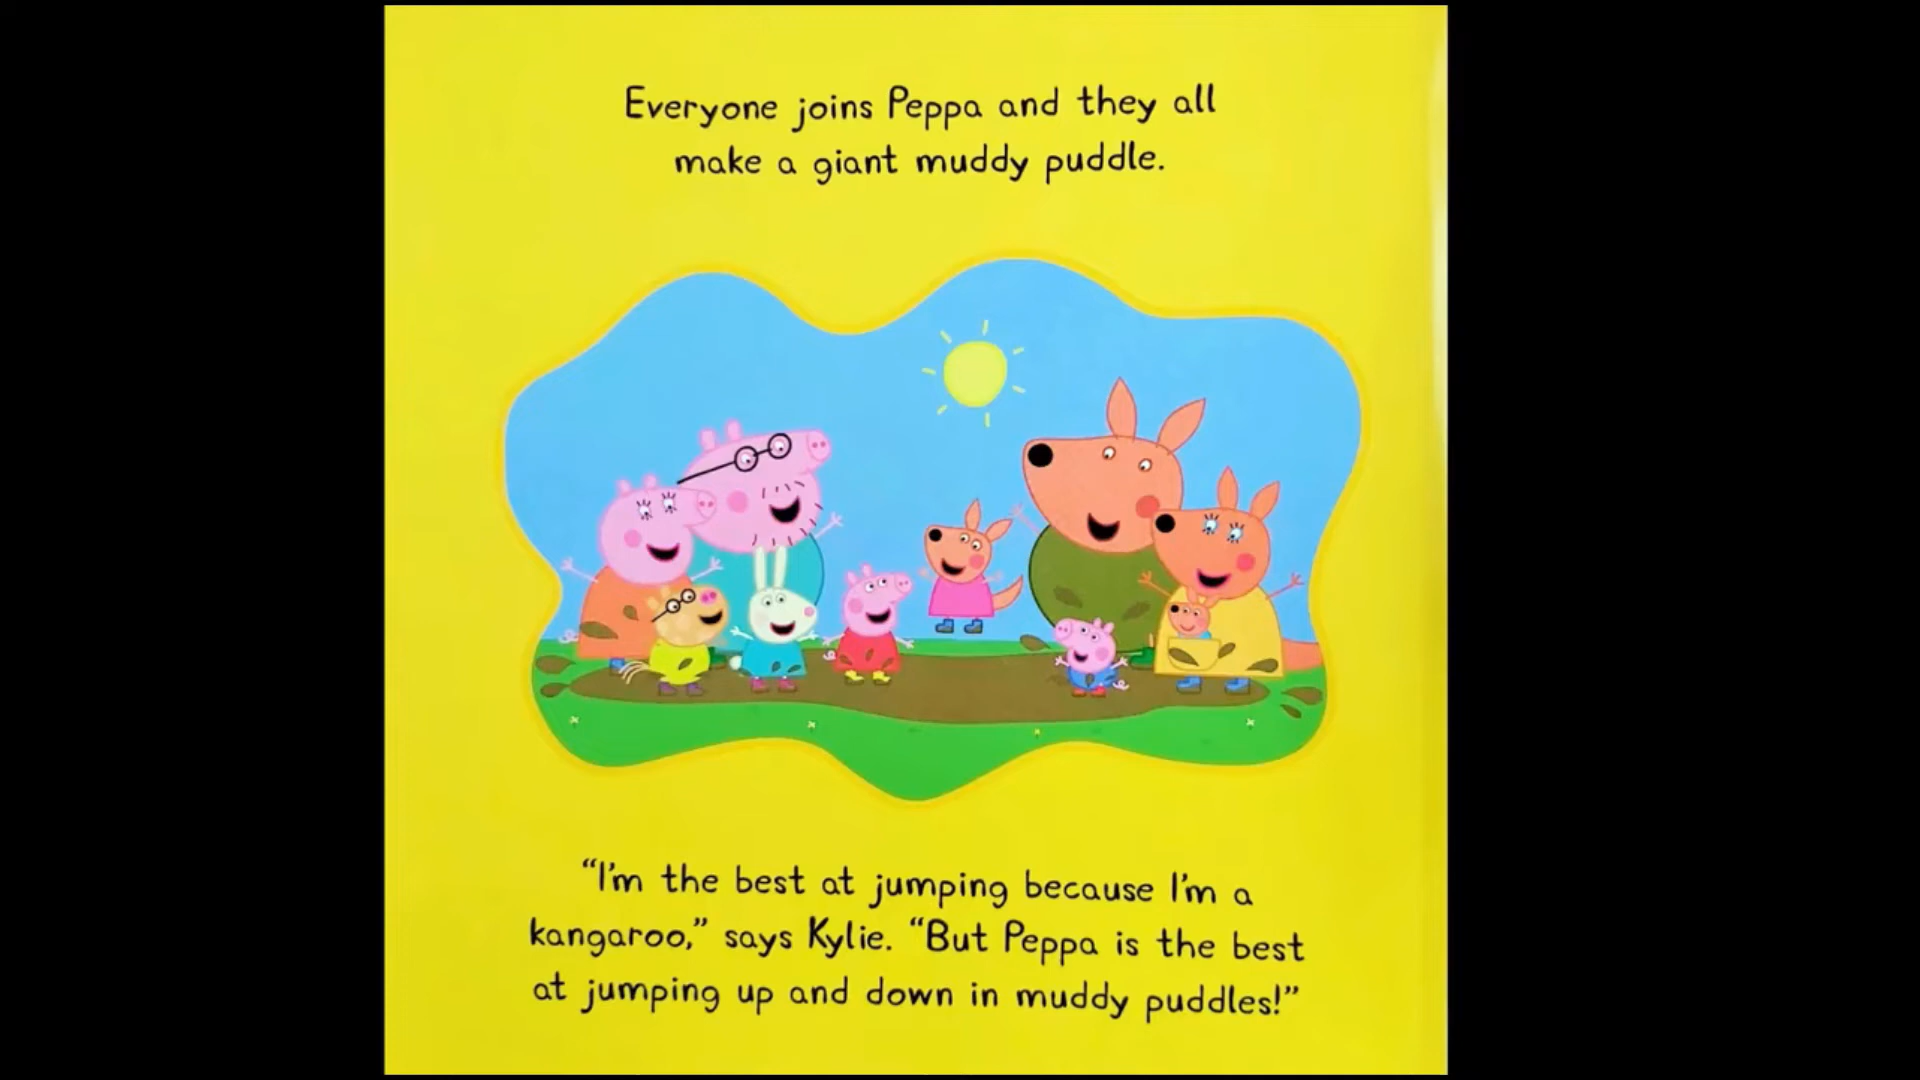 Everyone joins Peppa and they all
make a giant muddy puddle.
“I'm the best at jumping because I'm a
kangaroo,” says Kylie. “But Peppa is the best
at jumping up and down in muddy puddles!”